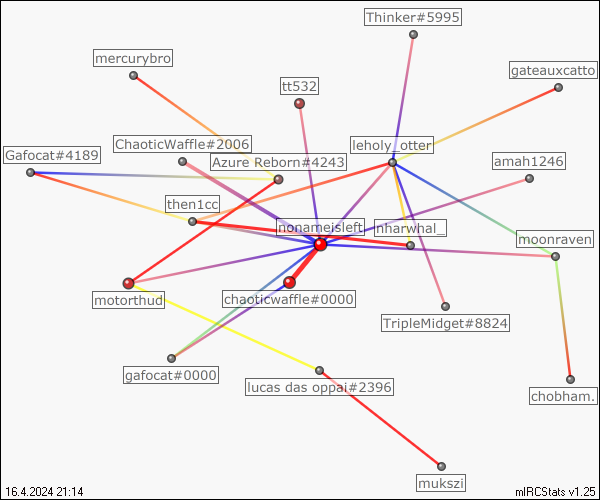 Thinker#5995
mercurybro
gateauxcatto
tt532
ChaoticWaffle#2006
leholy_otter
Gafocat#4189
Azure Reborn#4243
amah1246
then1cc
nonameisleft
nharwhal_
moonraven
motorthud
chaoticwaffle#0000
TripleMidget#8824
gafocat#0000
lucas das oppai#2396
chobham.
mukszi
16.4.2024 21:14
mIRCStats v1.25